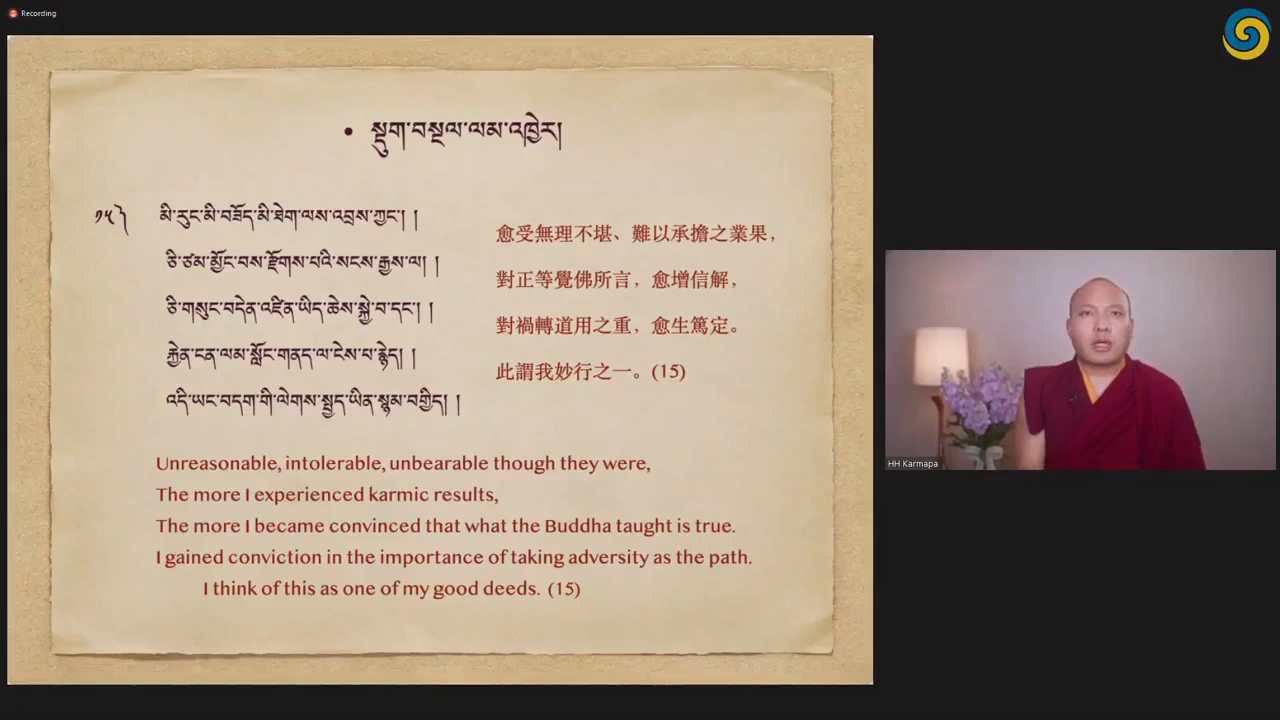 Recording
• སྡུག་བསྔལ་ལམ་འཁྱེར།
༡༥༽ མི་རུང་མི་བཟོད་མི་ཐེག་ལས་འབྲས་ཀྱང་། །
ཅི་ཙམ་མྱོང་བས་རྫོགས་པའི་སངས་རྒྱས་ལ། །
ཅི་གསུང་བདེན་འཛིན་ཡིད་ཆེས་སྐྱེ་བ་དང་། །
རྐྱེན་ངན་ལམ་སློང་གནད་ལ་ངེས་པ་རྙེད། །
འདི་ཡང་བདག་གི་ལེགས་སྤྱད་ཡིན་སྙམ་བགྱིད། །
愈受無理不堪、難以承擔之業果，
對正等覺佛所言，愈增信解，
對禍轉道用之重，愈生篤定。
此謂我妙行之一。(15)
Unreasonable, intolerable, unbearable though they were,
The more I experienced karmic results,
The more I became convinced that what the Buddha taught is true.
I gained conviction in the importance of taking adversity as the path.
I think of this as one of my good deeds. (15)
HH Karmapa